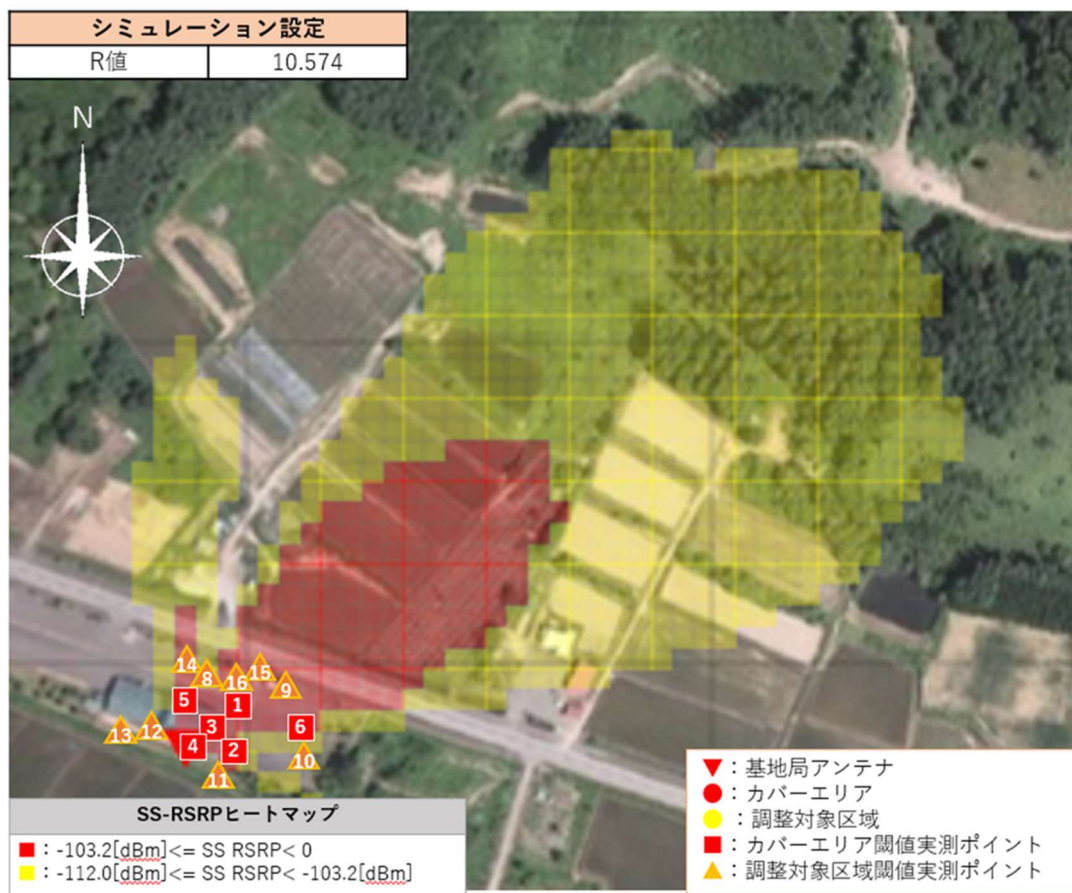 シミュレーション設定
R値 10.574
N
14 8 16 15 9
5 1
13 12 3 6
4 2 10
11
SS-RSRPヒートマップ
：-103.2[dBm]<= SS RSRP< 0
：-112.0[dBm]<= SS RSRP< -103.2[dBm]
：基地局アンテナ
：カバーエリア
：調整対象区域
：カバーエリア閾値実測ポイント
：調整対象区域閾値実測ポイント